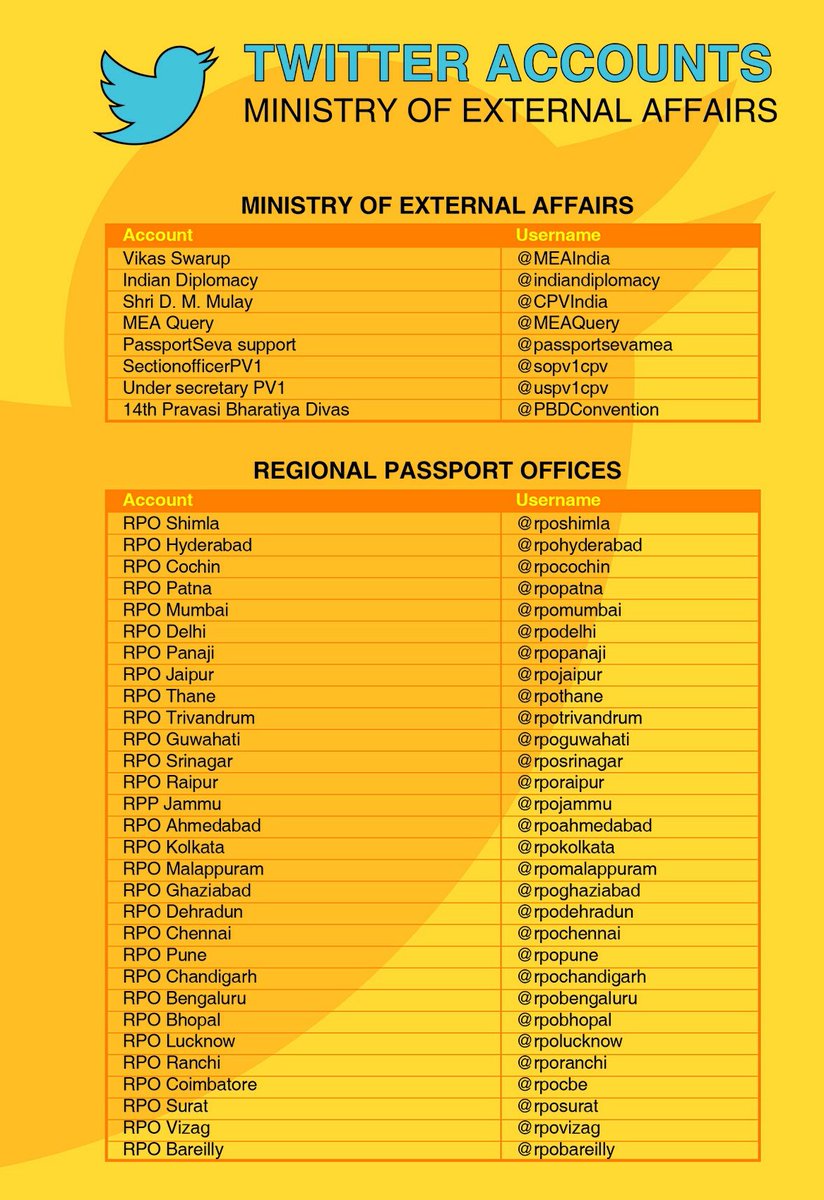 TWITTER ACCOUNTS
MINISTRY OF EXTERNAL AFFAIRS
MINISTRY OF EXTERNAL AFFAIRS
Account Username
Vikas Swarup @MEAIndia
Indian Diplomacy @indiandiplomacy
Shri D. M. Mulay @CPVIndia
MEA Query @MEAQuery
PassportSeva support @passportsevamea
SectionofficerPV1 @sopv1cpv
Under secretary PV1 @uspv1cpv
14th Pravasi Bharatiya Divas @PBDConvention
REGIONAL PASSPORT OFFICES
Account Username
RPO Shimla @rposhimla
RPO Hyderabad @rpohyderabad
RPO Cochin @rpocochin
RPO Patna @rpopatna
RPO Mumbai @rpomumbai
RPO Delhi @rpodelhi
RPO Panaji @rpopanaji
RPO Jaipur @rpojaipur
RPO Thane @rpothane
RPO Trivandrum @rpotrivandrum
RPO Guwahati @rpoguwahati
RPO Srinagar @rposrinagar
RPO Raipur @rporaipur
RPP Jammu @rpojammu
RPO Ahmedabad @rpoahmedabad
RPO Kolkata @rpokolkata
RPO Malappuram @rpomalappuram
RPO Ghaziabad @rpoghaziabad
RPO Dehradun @rpodehradun
RPO Chennai @rpochennai
RPO Pune @rpopune
RPO Chandigarh @rpochandigarh
RPO Bengaluru @rpobengaluru
RPO Bhopal @rpobhopal
RPO Lucknow @rpolucknow
RPO Ranchi @rporanchi
RPO Coimbatore @rpocbe
RPO Surat @rposurat
RPO Vizag @rpovizag
RPO Bareilly @rpobareilly